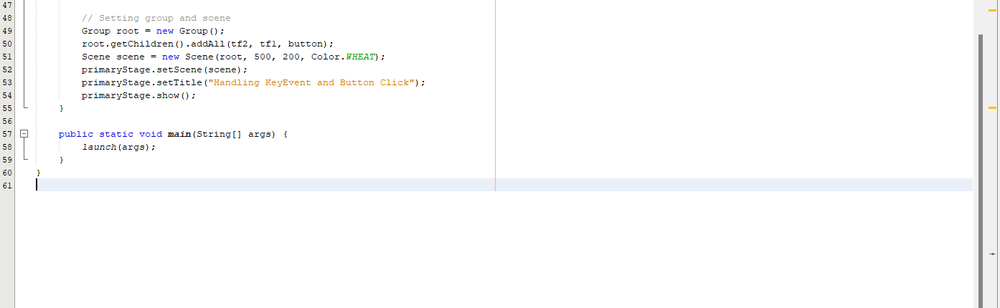 47
48 // Setting group and scene
49 Group root = new Group();
50 root.getChildren().addAll(tf2, tf1, button);
51 Scene scene = new Scene(root, 500, 200, Color.WHEAT);
52 primaryStage.setScene(scene);
53 primaryStage.setTitle("Handling KeyEvent and Button Click");
54 primaryStage.show();
55 }
56
57 public static void main(String[] args) {
58 launch(args);
59 }
60 }
61